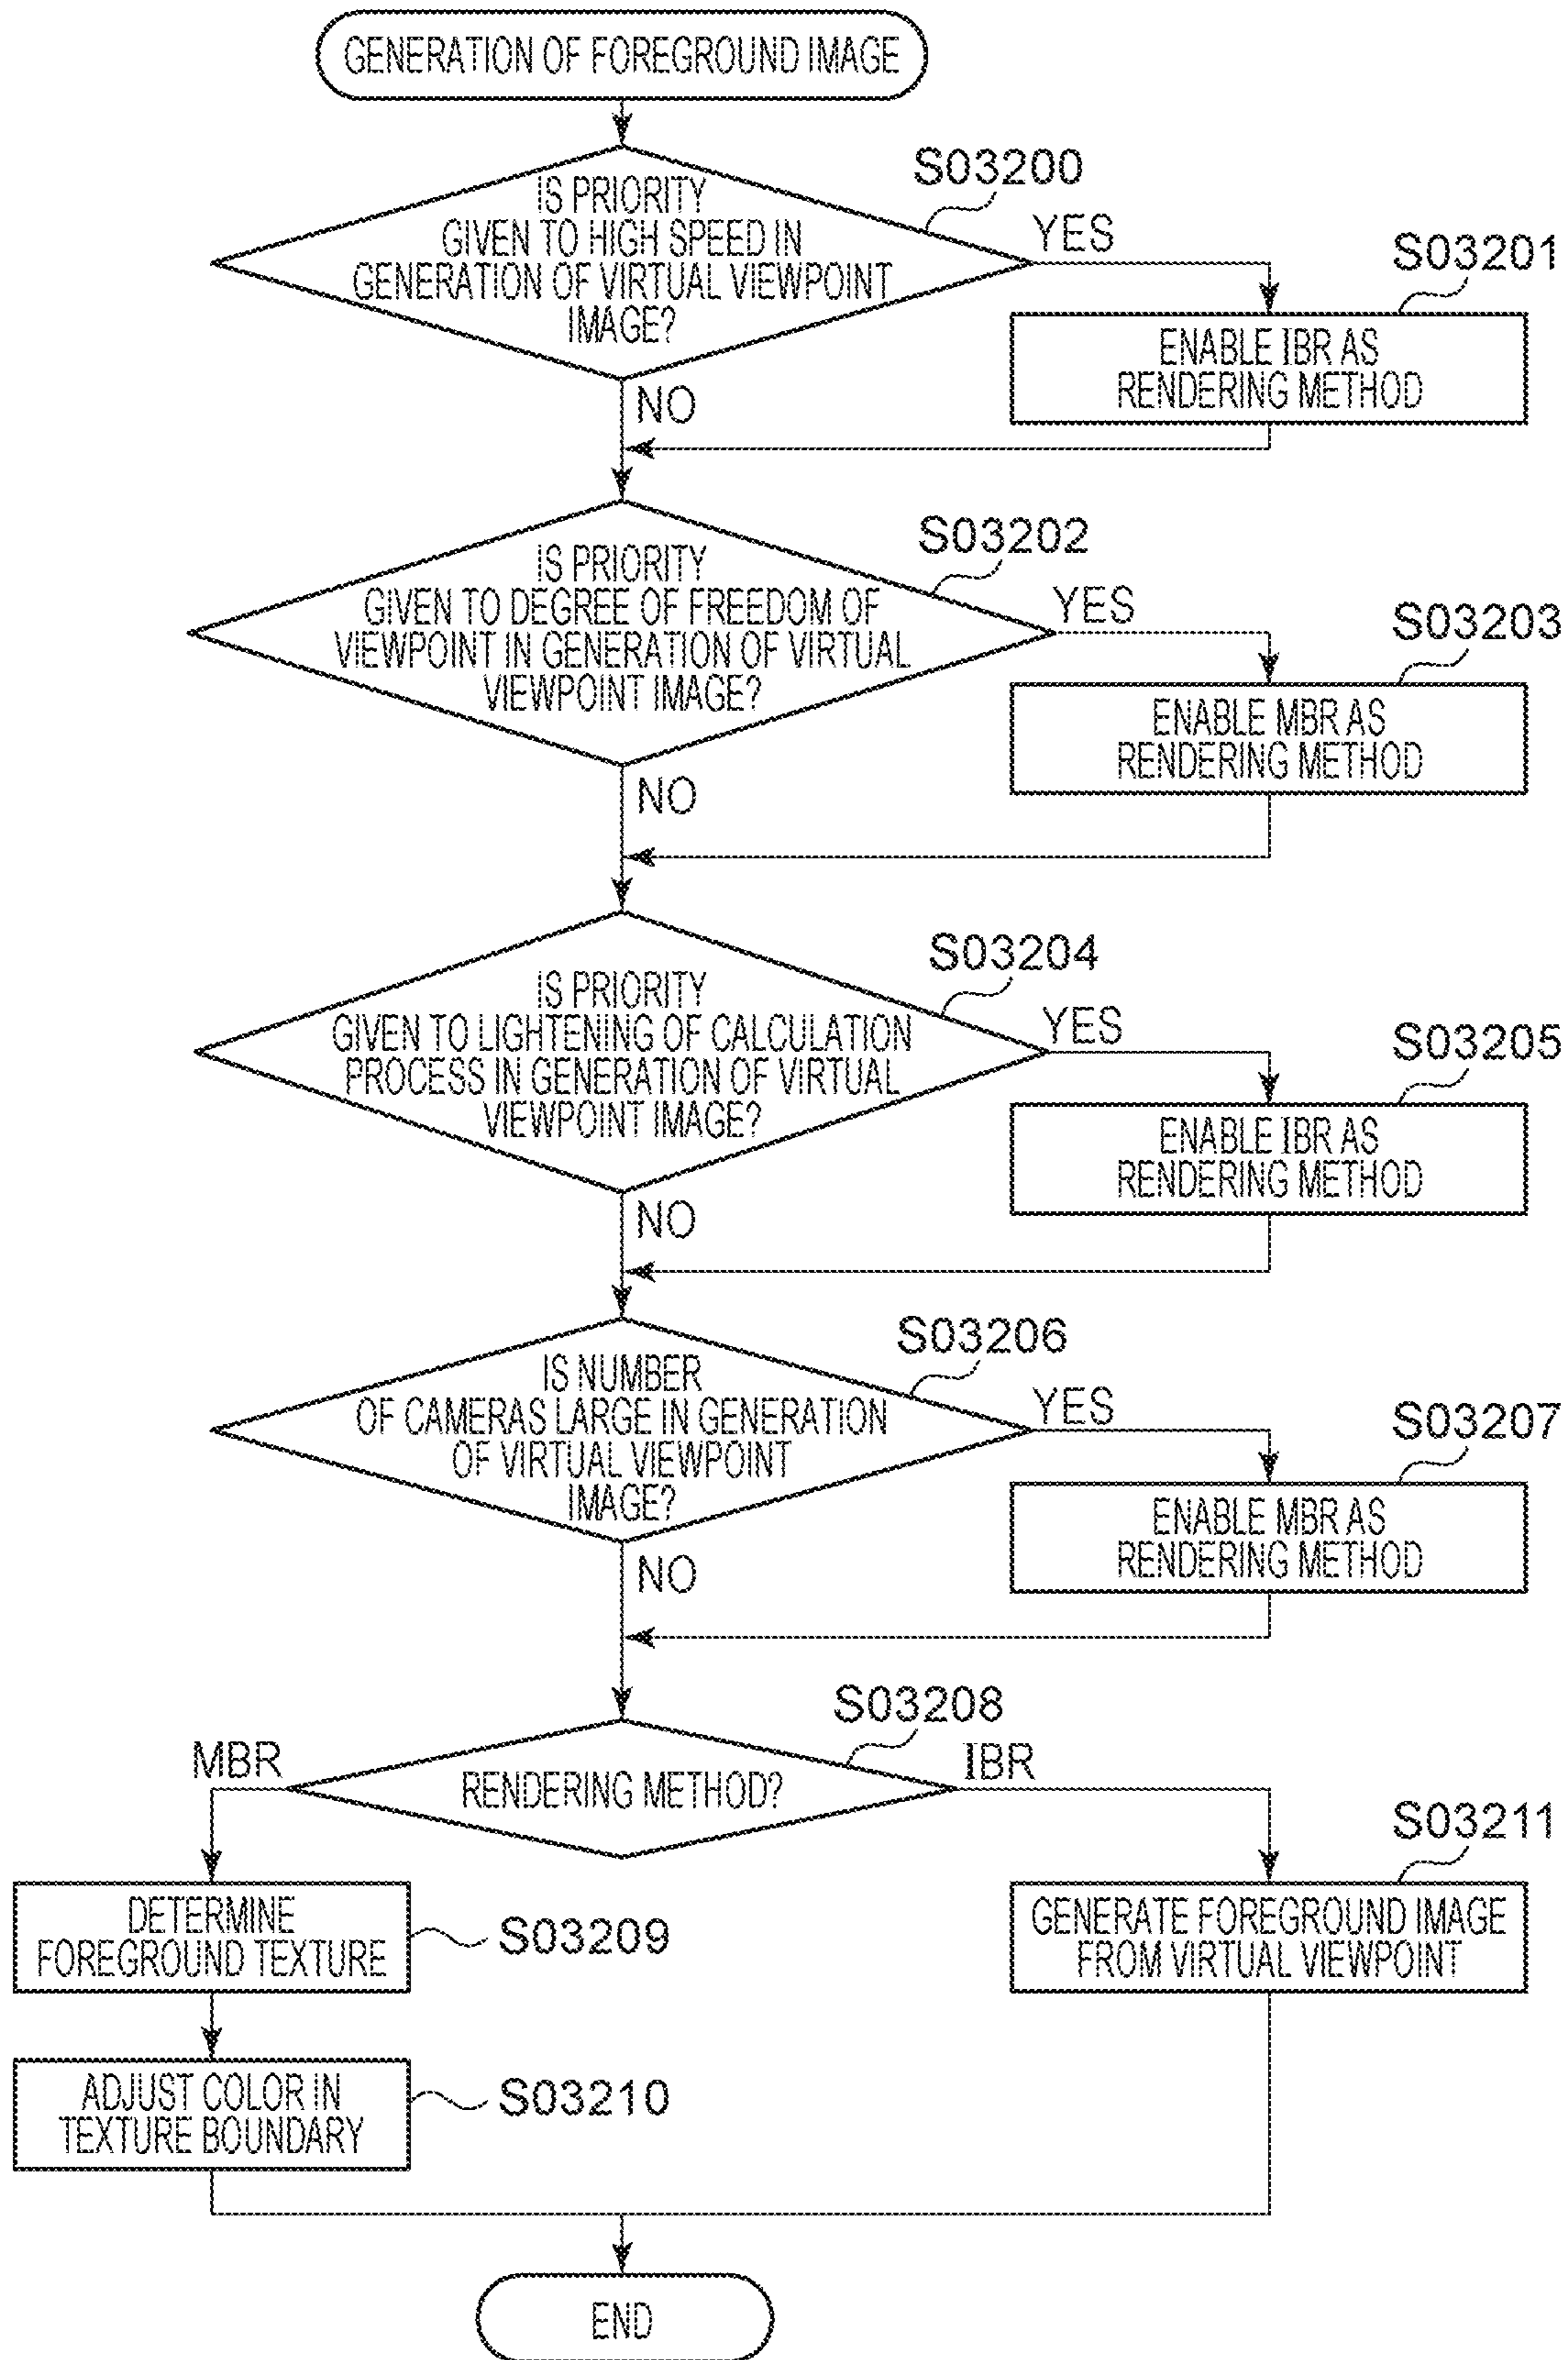 GENERATION OF FOREGROUND IMAGE
S03200
IS PRIORITY
GIVEN TO HIGH SPEED IN
GENERATION OF VIRTUAL VIEWPOINT
IMAGE?
YES
S03201
ENABLE IBR AS
RENDERING METHOD
NO
S03202
IS PRIORITY
GIVEN TO DEGREE OF FREEDOM OF
VIEWPOINT IN GENERATION OF VIRTUAL
VIEWPOINT IMAGE?
YES
S03203
ENABLE MBR AS
RENDERING METHOD
NO
S03204
IS PRIORITY
GIVEN TO LIGHTENING OF CALCULATION
PROCESS IN GENERATION OF VIRTUAL
VIEWPOINT IMAGE?
YES
S03205
ENABLE IBR AS
RENDERING METHOD
NO
S03206
IS NUMBER
OF CAMERAS LARGE IN GENERATION
OF VIRTUAL VIEWPOINT
IMAGE?
YES
S03207
ENABLE MBR AS
RENDERING METHOD
NO
S03208
MBR
RENDERING METHOD?
IBR
DETERMINE
FOREGROUND TEXTURE
S03209
S03211
GENERATE FOREGROUND IMAGE
FROM VIRTUAL VIEWPOINT
ADJUST COLOR IN
TEXTURE BOUNDARY
S03210
END